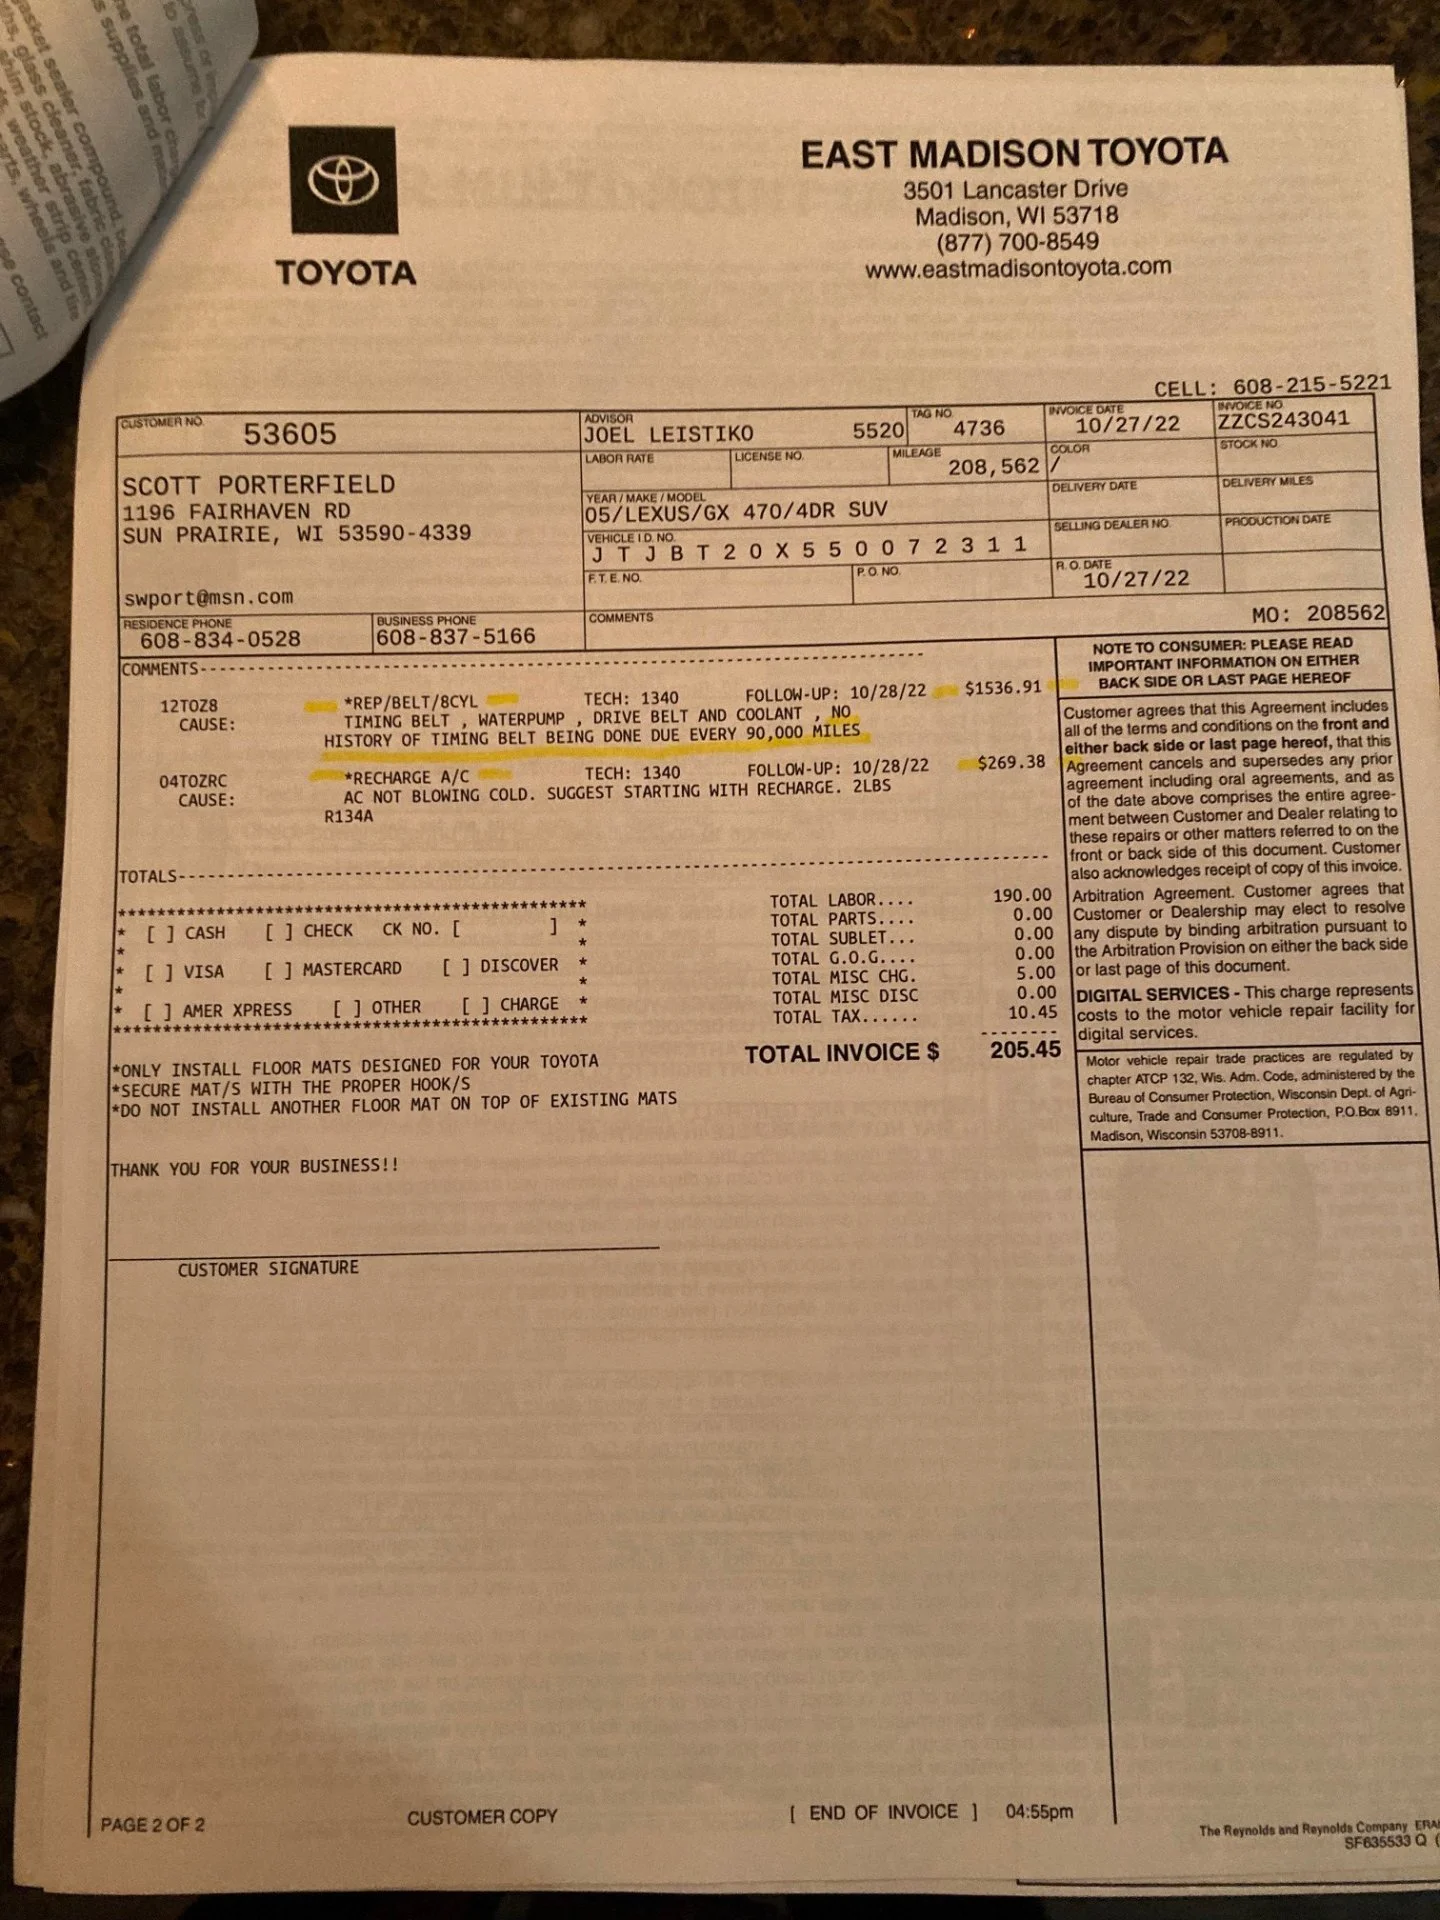 gasket sealer compound,
glass cleaner, fabric
shim stock, abrasive
weather strip cement
wheels and tire
the total labor
supplies and
contact
TOYOTA
EAST MADISON TOYOTA
3501 Lancaster Drive
Madison, WI 53718
(877) 700-8549
www.eastmadisontoyota.com
CELL: 608-215-5221
CUSTOMER NO. 53605
ADVISOR JOEL LEISTIKO 5520
TAG NO. 4736
INVOICE DATE 10/27/22
INVOICE NO. ZZCS243041
LABOR RATE
LICENSE NO.
MILEAGE 208,562
COLOR /
STOCK NO.
SCOTT PORTERFIELD
1196 FAIRHAVEN RD
SUN PRAIRIE, WI 53590-4339
YEAR / MAKE / MODEL
05/LEXUS/GX 470/4DR SUV
DELIVERY DATE
DELIVERY MILES
VEHICLE I.D. NO.
J T J B T 2 0 X 5 5 0 0 7 2 3 1 1
SELLING DEALER NO.
PRODUCTION DATE
F.T.E. NO.
P.O. NO.
R.O. DATE
10/27/22
swport@msn.com
RESIDENCE PHONE
608-834-0528
BUSINESS PHONE
608-837-5166
COMMENTS
MO: 208562
COMMENTS------------------------------------------------------------
12TOZ8 *REP/BELT/8CYL TECH: 1340 FOLLOW-UP: 10/28/22 $1536.91
CAUSE: TIMING BELT , WATERPUMP , DRIVE BELT AND COOLANT , NO
HISTORY OF TIMING BELT BEING DONE DUE EVERY 90,000 MILES
04TOZRC *RECHARGE A/C TECH: 1340 FOLLOW-UP: 10/28/22 $269.38
CAUSE: AC NOT BLOWING COLD. SUGGEST STARTING WITH RECHARGE. 2LBS
R134A
TOTALS------------------------------------------------------------
*********************************************************
* [ ] CASH [ ] CHECK CK NO. [ ] *
* *
* [ ] VISA [ ] MASTERCARD [ ] DISCOVER *
* *
* [ ] AMER XPRESS [ ] OTHER [ ] CHARGE *
*********************************************************
TOTAL LABOR.... 190.00
TOTAL PARTS.... 0.00
TOTAL SUBLET... 0.00
TOTAL G.O.G.... 0.00
TOTAL MISC CHG. 5.00
TOTAL MISC DISC 0.00
TOTAL TAX...... 10.45
--------
TOTAL INVOICE $ 205.45
*ONLY INSTALL FLOOR MATS DESIGNED FOR YOUR TOYOTA
*SECURE MAT/S WITH THE PROPER HOOK/S
*DO NOT INSTALL ANOTHER FLOOR MAT ON TOP OF EXISTING MATS
THANK YOU FOR YOUR BUSINESS!!
CUSTOMER SIGNATURE
NOTE TO CONSUMER: PLEASE READ
IMPORTANT INFORMATION ON EITHER
BACK SIDE OR LAST PAGE HEREOF
Customer agrees that this Agreement includes
all of the terms and conditions on the front and
either back side or last page hereof, that this
Agreement cancels and supersedes any prior
agreement including oral agreements, and as
of the date above comprises the entire agree-
ment between Customer and Dealer relating to
these repairs or other matters referred to on the
front or back side of this document. Customer
also acknowledges receipt of copy of this invoice.
Arbitration Agreement. Customer agrees that
Customer or Dealership may elect to resolve
any dispute by binding arbitration pursuant to
the Arbitration Provision on either the back side
or last page of this document.
DIGITAL SERVICES - This charge represents
costs to the motor vehicle repair facility for
digital services.
Motor vehicle repair trade practices are regulated by
chapter ATCP 132, Wis. Adm. Code, administered by the
Bureau of Consumer Protection, Wisconsin Dept. of Agri-
culture, Trade and Consumer Protection, P.O.Box 8911,
Madison, Wisconsin 53708-8911.
PAGE 2 OF 2
CUSTOMER COPY
[ END OF INVOICE ] 04:55pm
The Reynolds and Reynolds Company
SF635533 Q (